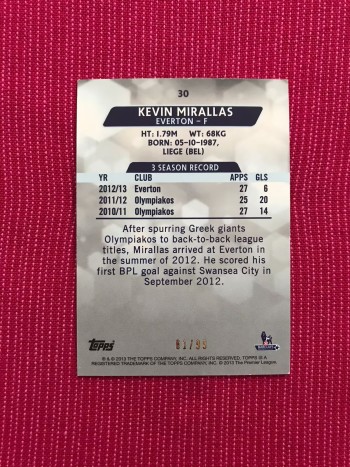 30
KEVIN MIRALLAS
EVERTON - F
HT: 1.79M WT: 68KG
BORN: 05-10-1987,
LIEGE (BEL)
3 SEASON RECORD
YR CLUB APPS GLS
2012/13 Everton 27 6
2011/12 Olympiakos 25 20
2010/11 Olympiakos 27 14
After spurring Greek giants
Olympiakos to back-to-back league
titles, Mirallas arrived at Everton in
the summer of 2012. He scored his
first BPL goal against Swansea City in
September 2012.
Topps
/99
® & © 2013 THE TOPPS COMPANY, INC. ALL RIGHTS RESERVED. TOPPS IS A
REGISTERED TRADEMARK OF THE TOPPS COMPANY, INC. © 2013 The Premier League.